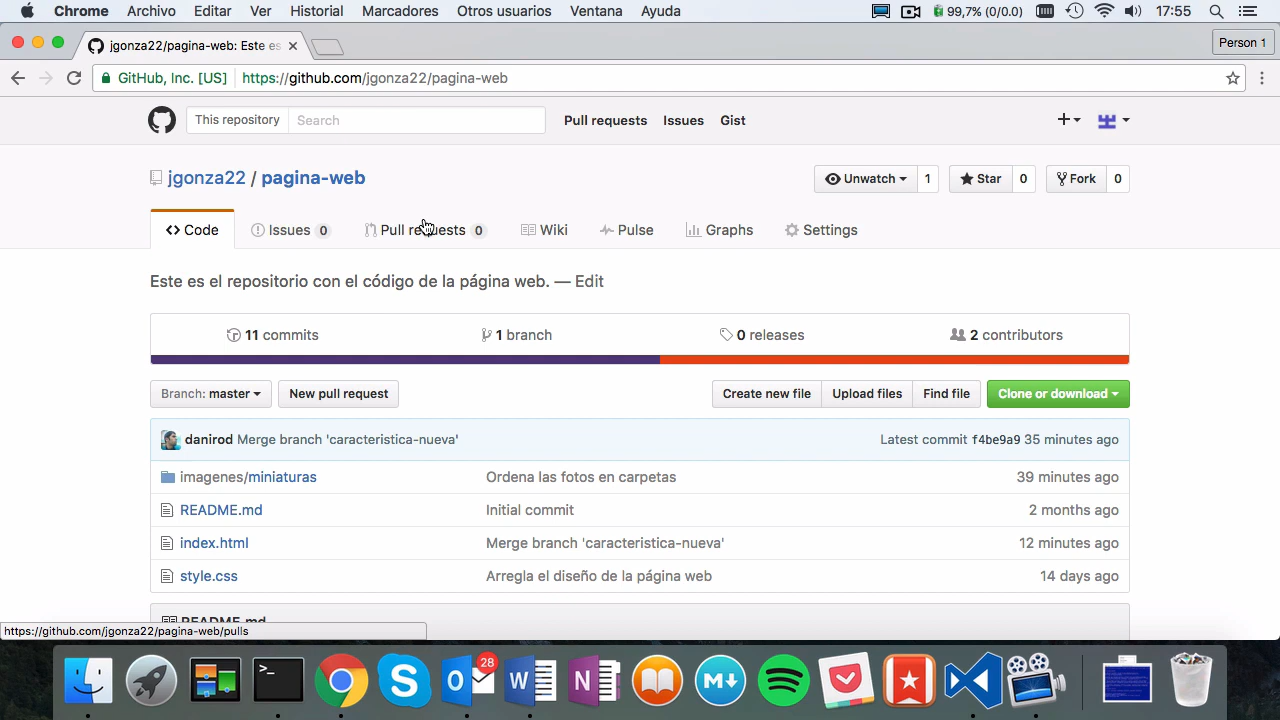 Chrome Archivo Editar Ver Historial Marcadores Otros usuarios Ventana Ayuda 99,7% (0/0.0) 17:55
jgonza22/pagina-web: Este es Person 1
GitHub, Inc. [US] https://github.com/jgonza22/pagina-web
This repository Search Pull requests Issues Gist
jgonza22 / pagina-web Unwatch 1 Star 0 Fork 0
Code Issues 0 Pull requests 0 Wiki Pulse Graphs Settings
Este es el repositorio con el código de la página web. — Edit
11 commits 1 branch 0 releases 2 contributors
Branch: master New pull request Create new file Upload files Find file Clone or download
danirod Merge branch 'caracteristica-nueva' Latest commit f4be9a9 35 minutes ago
imagenes/miniaturas Ordena las fotos en carpetas 39 minutes ago
README.md Initial commit 2 months ago
index.html Merge branch 'caracteristica-nueva' 12 minutes ago
style.css Arregla el diseño de la página web 14 days ago
README.md
https://github.com/jgonza22/pagina-web/pulls
28